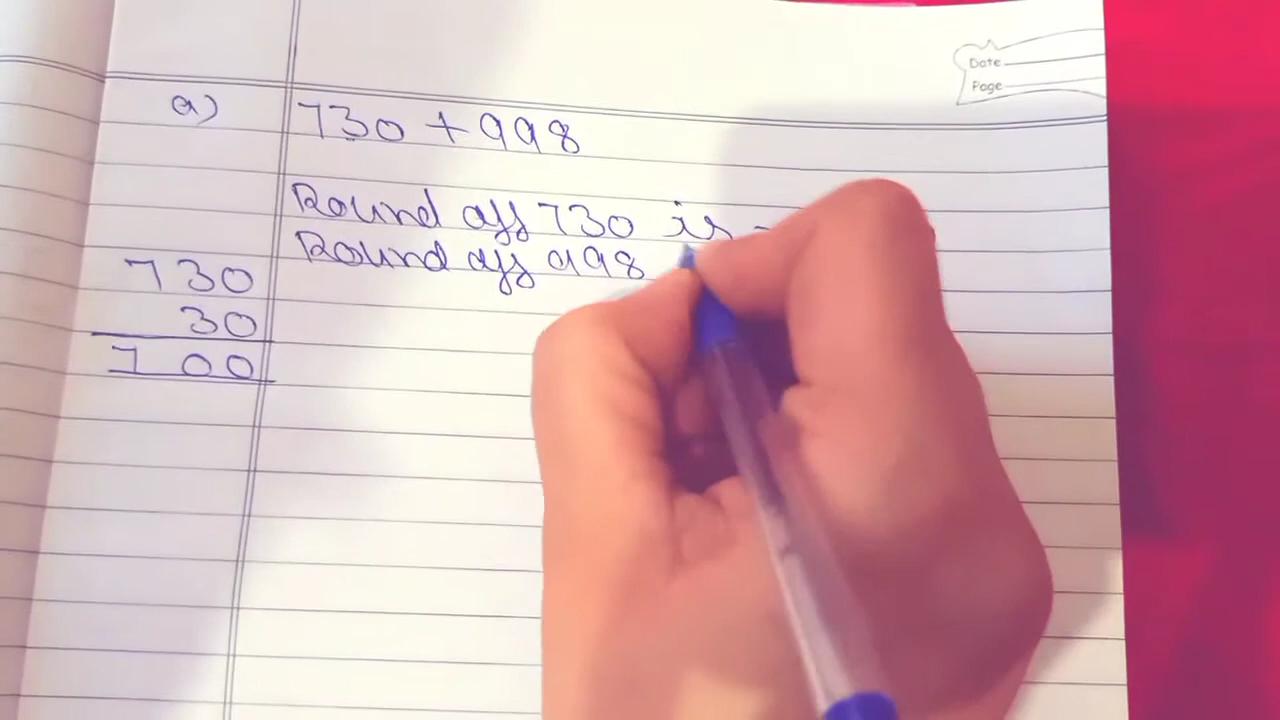 Date
Page
a) 730 + 998
Round off 730 is
Round off 998
730
30
700